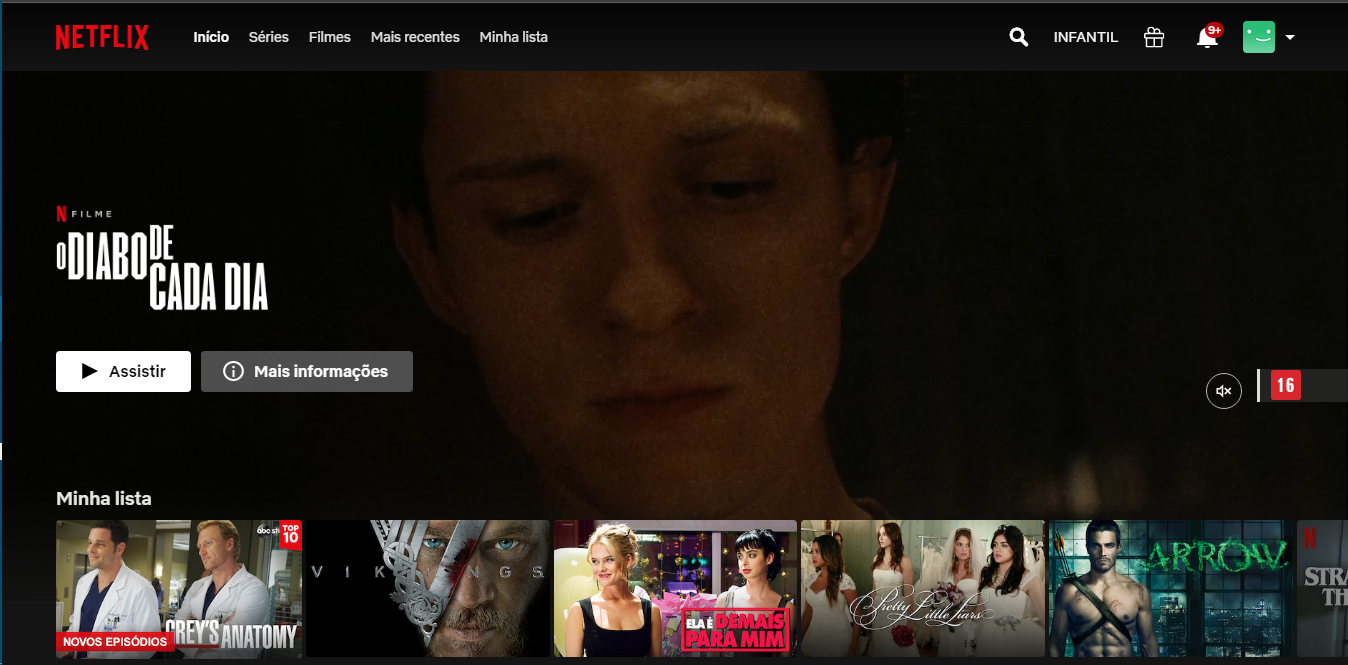 NETFLIX
Início
Séries
Filmes
Mais recentes
Minha lista
INFANTIL
9+
N FILME
O DIABO DE
CADA DIA
Assistir
Mais informações
16
Minha lista
TOP
10
NOVOS EPISÓDIOS
GREY'S ANATOMY
VIKINGS
ELA É DEMAIS
PARA MIM
Pretty Little Liars
ARROW
N
STRA
TH